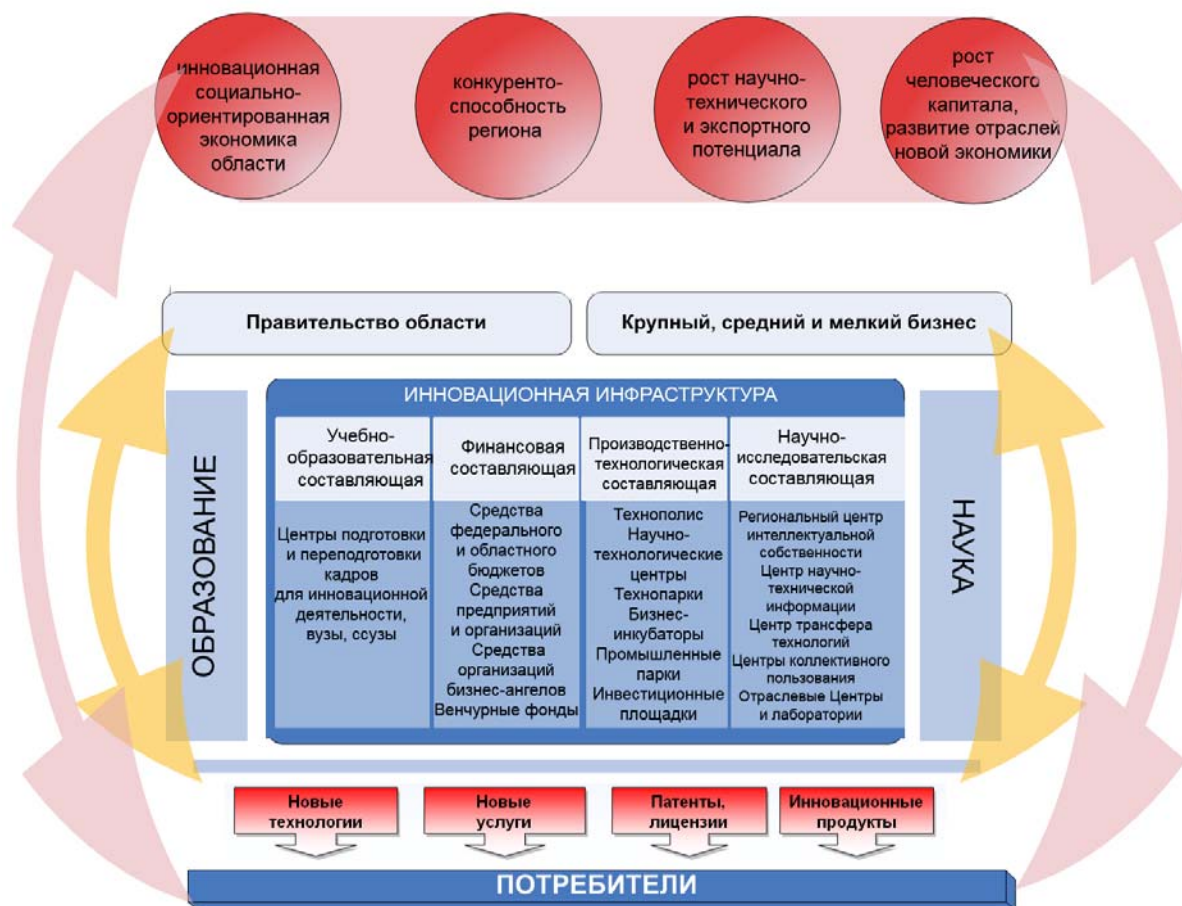 инновационная
социально-
ориентированная
экономика
области
конкуренто-
способность
региона
рост научно-
технического
и экспортного
потенциала
рост
человеческого
капитала,
развитие отраслей
новой экономики
Правительство области
Крупный, средний и мелкий бизнес
ОБРАЗОВАНИЕ
ИННОВАЦИОННАЯ ИНФРАСТРУКТУРА
Учебно-
образовательная
составляющая
Центры подготовки
и переподготовки
кадров
для инновационной
деятельности,
вузы, ссузы
Финансовая
составляющая
Средства
федерального
и областного
бюджетов
Средства
предприятий
и организаций
Средства
организаций
бизнес-ангелов
Венчурные фонды
Производственно-
технологическая
составляющая
Технополис
Научно-
технологические
центры
Технопарки
Бизнес-
инкубаторы
Промышленные
парки
Инвестиционные
площадки
Научно-
исследовательская
составляющая
Региональный центр
интеллектуальной
собственности
Центр научно-
технической
информации
Центр трансфера
технологий
Центры коллективного
пользования
Отраслевые Центры
и лаборатории
НАУКА
Новые
технологии
Новые
услуги
Патенты,
лицензии
Инновационные
продукты
ПОТРЕБИТЕЛИ